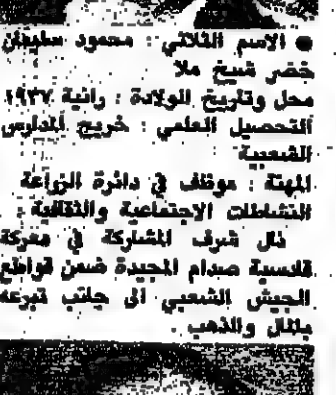 ● الاسم الثلاثي : محمود سليمان
خضر شيخ ملا
محل وتاريخ الولادة : رانية ١٩٣٧
التحصيل العلمي : خريج المدارس
الشعبية
المهنة : موظف في دائرة الزراعة
النشاطات الاجتماعية والثقافية :
نال شرف المشاركة في معركة
قادسية صدام المجيدة ضمن قواطع
الجيش الشعبي الى جانب تبرعه
بالمال والذهب .